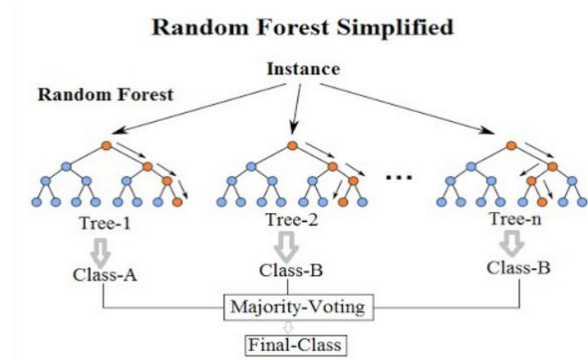 Random Forest Simplified
Instance
Random Forest
...
Tree-1 Tree-2 Tree-n
Class-A Class-B Class-B
Majority-Voting
Final-Class